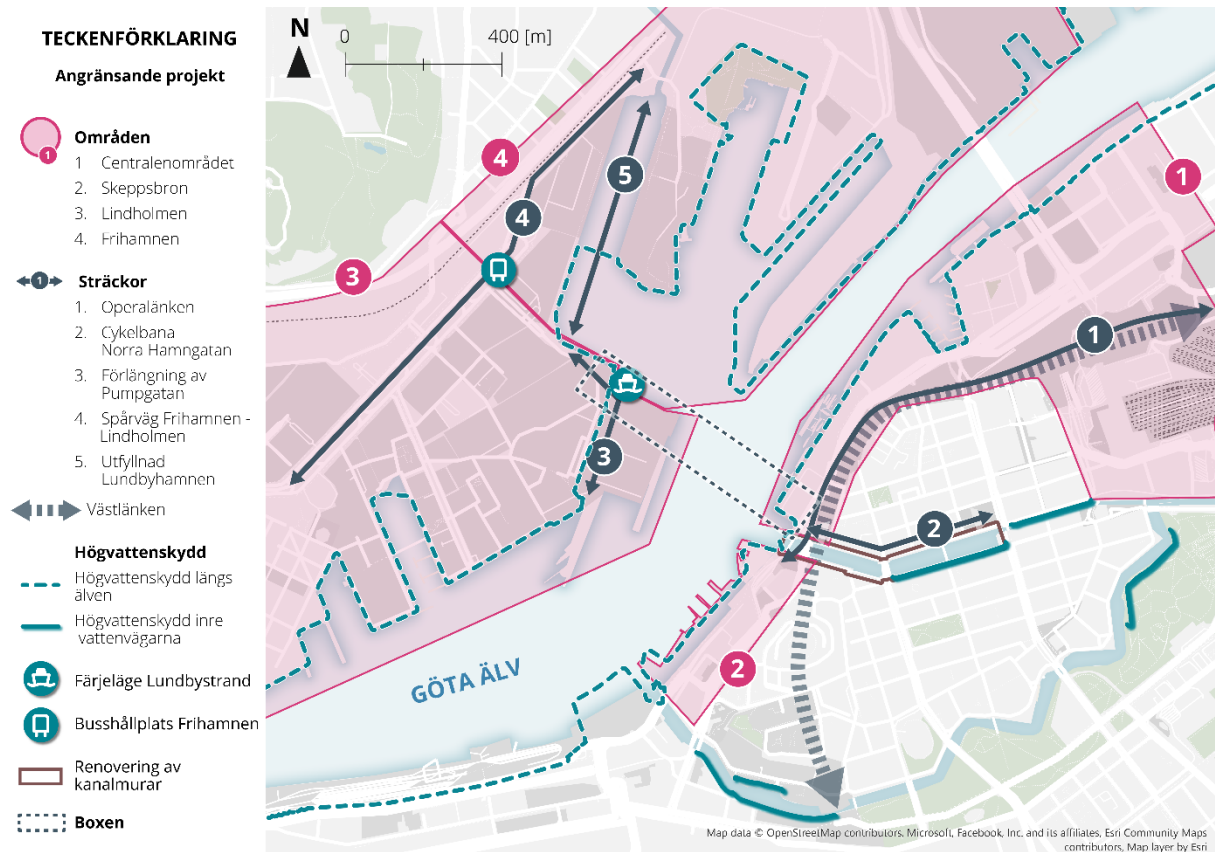 TECKENFÖRKLARING
Angränsande projekt
Områden
1
1 Centralenområdet
2. Skeppsbron
3. Lindholmen
4. Frihamnen
1
Sträckor
1. Operalänken
2. Cykelbana
Norra Hamngatan
3. Förlängning av
Pumpgatan
4. Spårväg Frihamnen -
Lindholmen
5. Utfyllnad
Lundbyhamnen
Västlänken
Högvattenskydd
Högvattenskydd längs
älven
Högvattenskydd inre
vattenvägarna
Färjeläge Lundbystrand
Busshållplats Frihamnen
Renovering av
kanalmurar
Boxen
N
0 400 [m]
4
5
1
4
3
1
3
2
2
GÖTA ÄLV
Map data © OpenStreetMap contributors, Microsoft, Facebook, Inc. and its affiliates, Esri Community Maps
contributors, Map layer by Esri